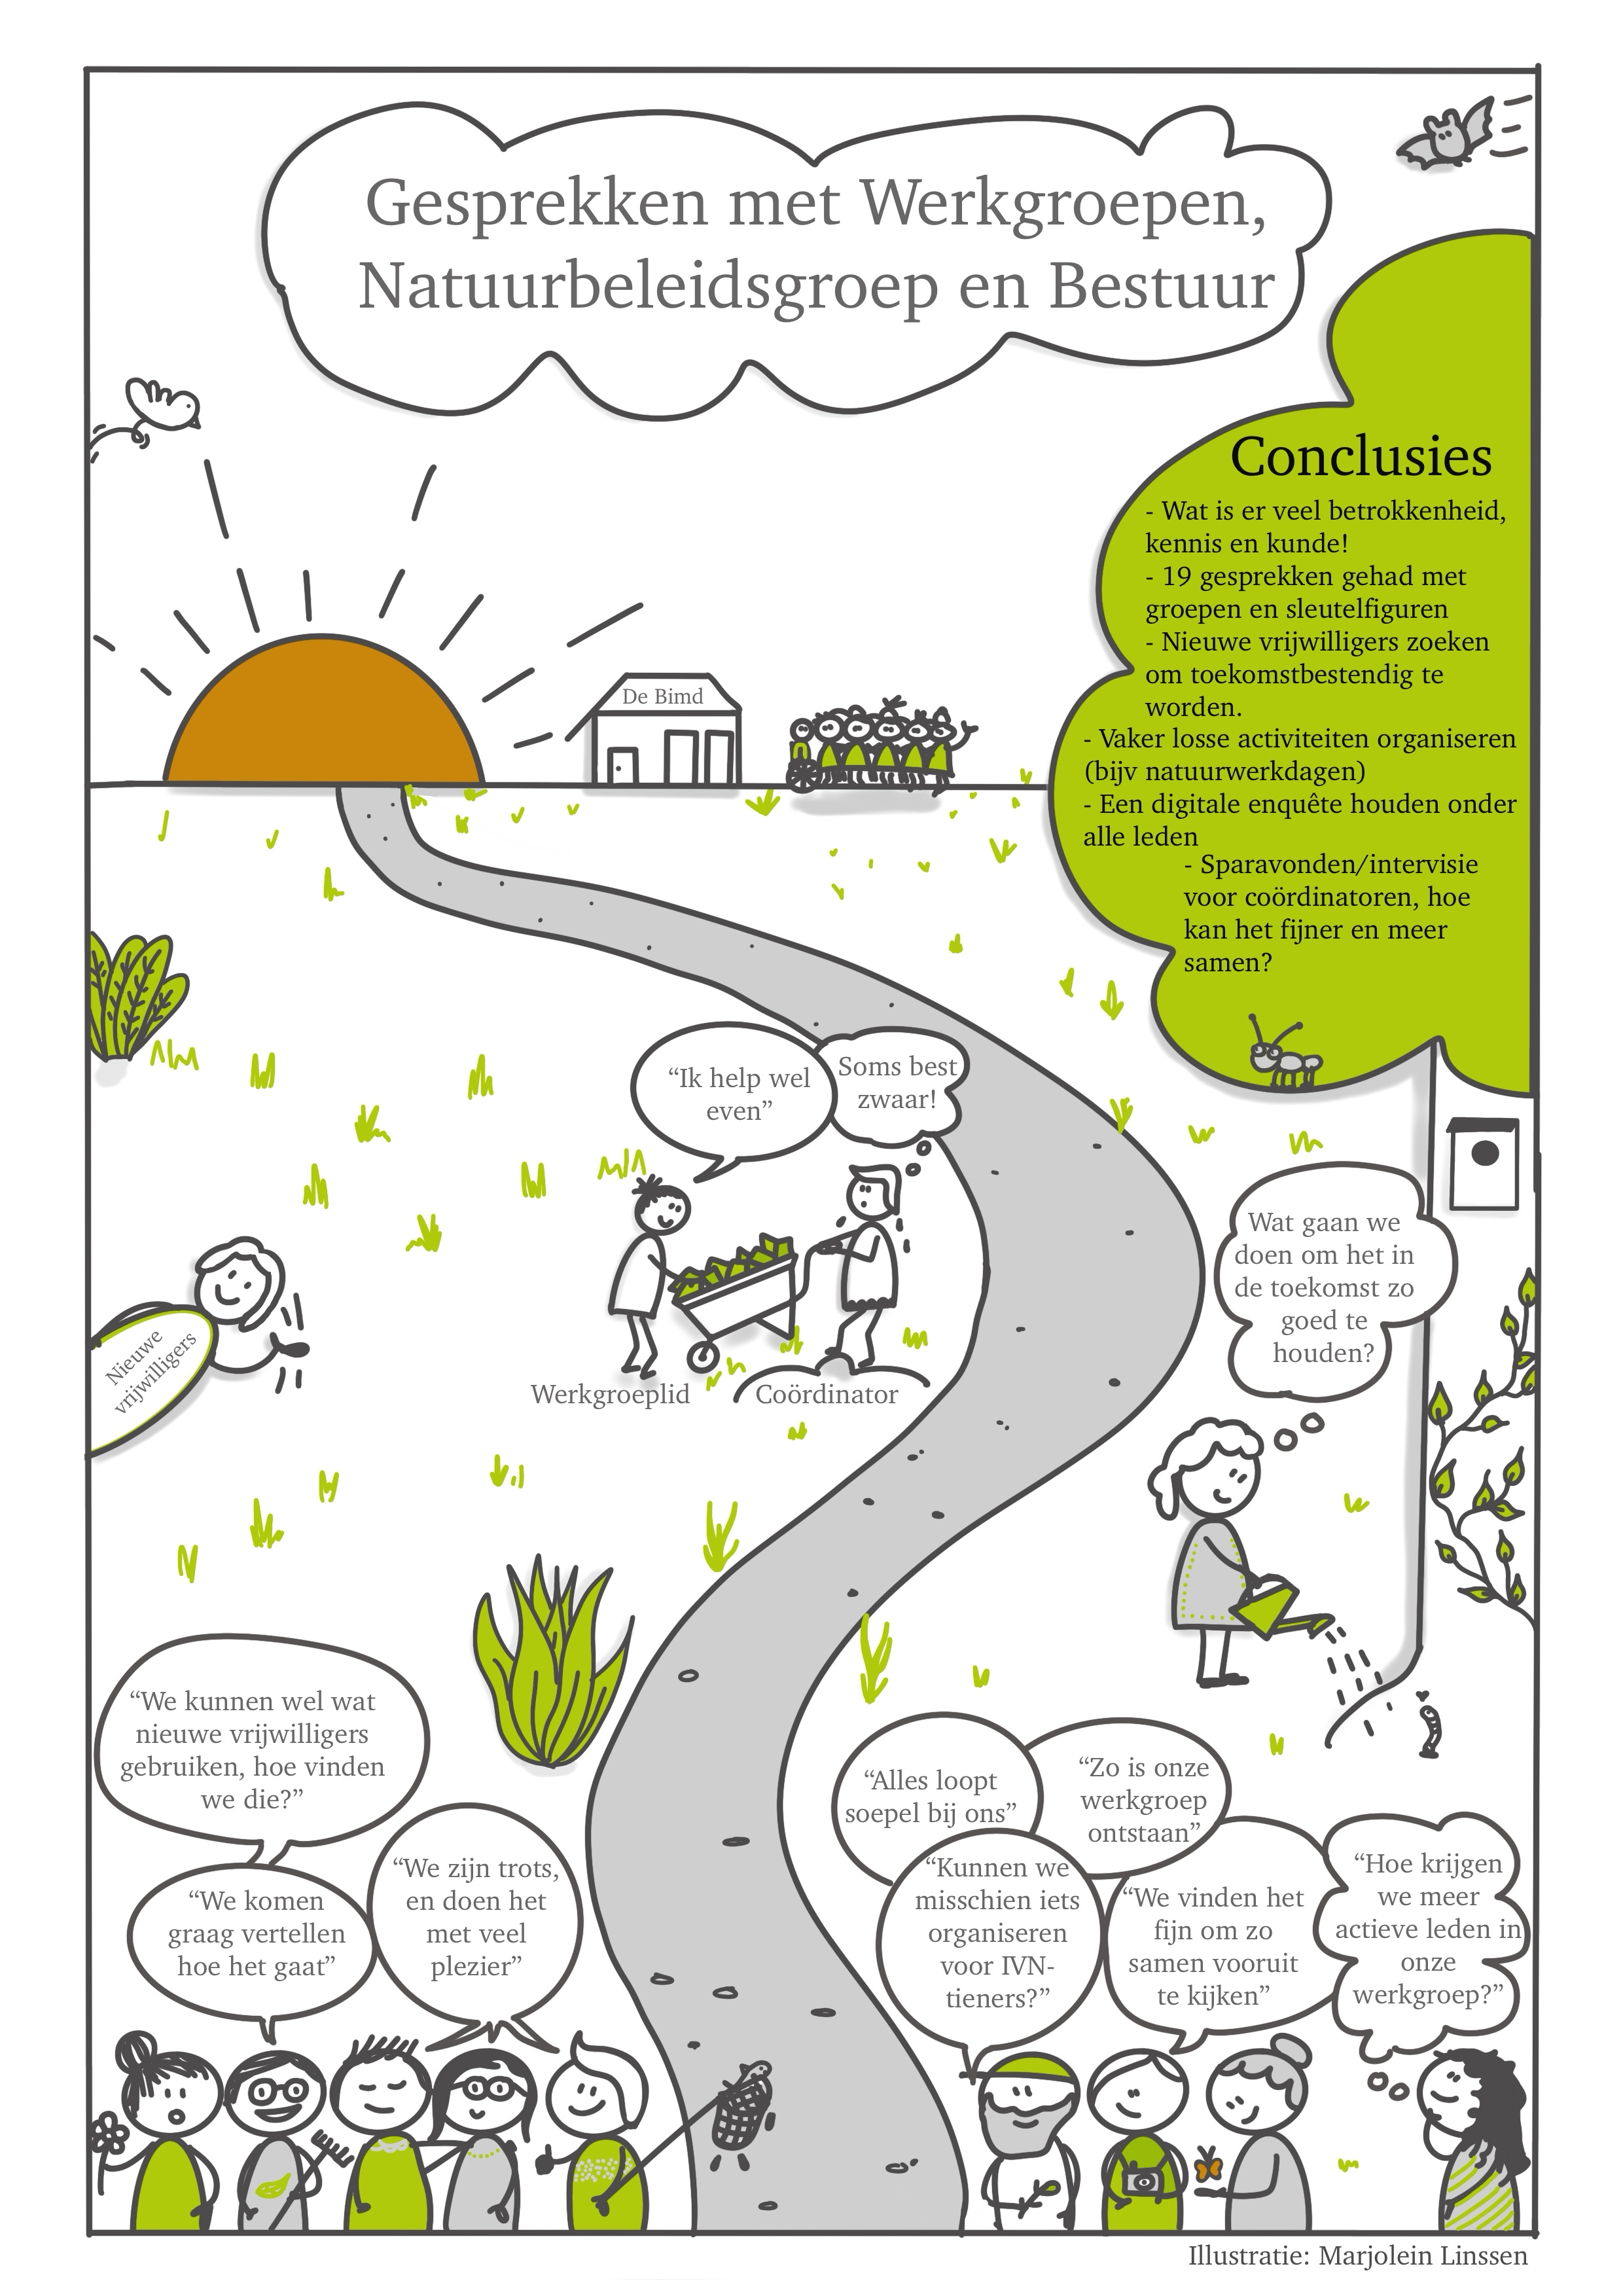 Gesprekken met Werkgroepen,
Natuurbeleidsgroep en Bestuur
Conclusies
- Wat is er veel betrokkenheid,
kennis en kunde!
- 19 gesprekken gehad met
groepen en sleutelfiguren
- Nieuwe vrijwilligers zoeken
om toekomstbestendig te
worden.
- Vaker losse activiteiten organiseren
(bijv natuurwerkdagen)
- Een digitale enquête houden onder
alle leden
- Sparavonden/intervisie
voor coördinatoren, hoe
kan het fijner en meer
samen?
De Bimd
“Ik help wel
even”
Soms best
zwaar!
Werkgroeplid
Coördinator
Nieuwe
vrijwilligers
Wat gaan we
doen om het in
de toekomst zo
goed te
houden?
“We kunnen wel wat
nieuwe vrijwilligers
gebruiken, hoe vinden
we die?”
“We komen
graag vertellen
hoe het gaat”
“We zijn trots,
en doen het
met veel
plezier”
“Alles loopt
soepel bij ons”
“Zo is onze
werkgroep
ontstaan”
“Kunnen we
misschien iets
organiseren
voor IVN-
tieners?”
“We vinden het
fijn om zo
samen vooruit
te kijken”
“Hoe krijgen
we meer
actieve leden in
onze
werkgroep?”
Illustratie: Marjolein Linssen